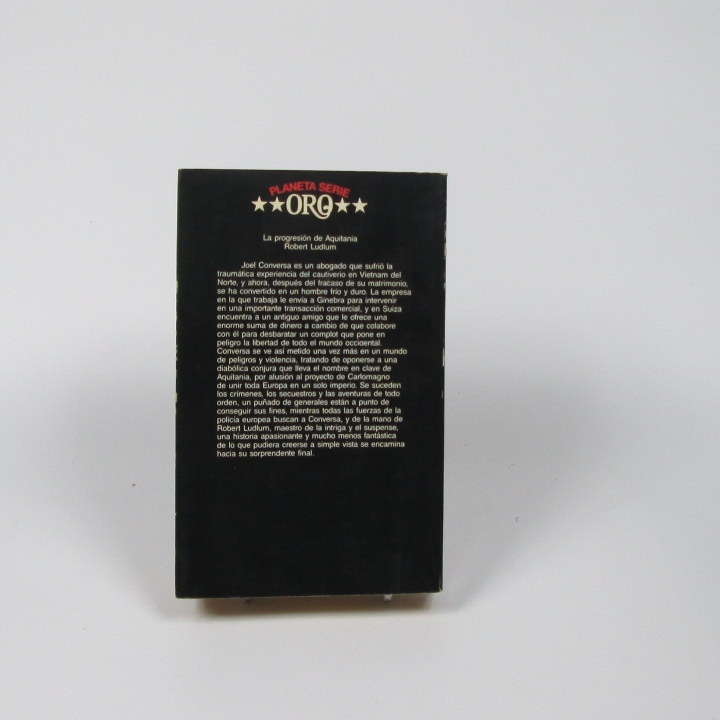 PLANETA SERIE
★★ORO★★
La progresión de Aquitania
Robert Ludlum
Joel Conversa es un abogado que sufrió la
traumática experiencia del cautiverio en Vietnam del
Norte, y ahora, después del fracaso de su matrimonio,
se ha convertido en un hombre frío y duro. La empresa
en la que trabaja le envía a Ginebra para intervenir
en una importante transacción comercial, y en Suiza
encuentra a un antiguo amigo que le ofrece una
enorme suma de dinero a cambio de que colabore
con él para desbaratar un complot que pone en
peligro la libertad de todo el mundo occidental.
Conversa se ve así metido una vez más en un mundo
de peligros y violencia, tratando de oponerse a una
diabólica conjura que lleva el nombre en clave de
Aquitania, por alusión al proyecto de Carlomagno
de unir toda Europa en un solo imperio. Se suceden
los crímenes, los secuestros y las aventuras de todo
orden, un puñado de generales están a punto de
conseguir sus fines, mientras todas las fuerzas de la
policía europea buscan a Conversa, y de la mano de
Robert Ludlum, maestro de la intriga y el suspense,
una historia apasionante y mucho menos fantástica
de lo que pudiera creerse a simple vista se encamina
hacia su sorprendente final.